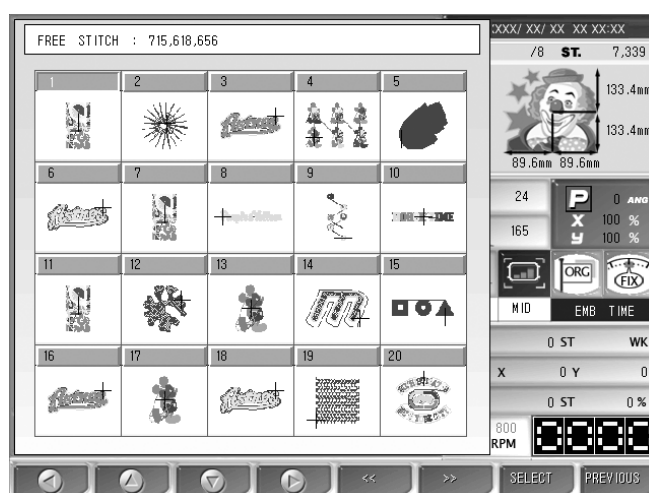 FREE STITCH : 715,618,656
XXX/ XX/ XX XX XX:XX
/8 ST. 7,339
133.4mm
133.4mm
89.6mm 89.6mm
1 2 3 4 5
6 7 8 9 10
11 12 13 14 15
16 17 18 19 20
24 P 0 ANG
165 X 100 %
y 100 %
ORG FIX
MID EMB TIME
0 ST WK
X 0 Y 0
0 ST 0 %
800
RPM 0000
<< >> SELECT PREVIOUS